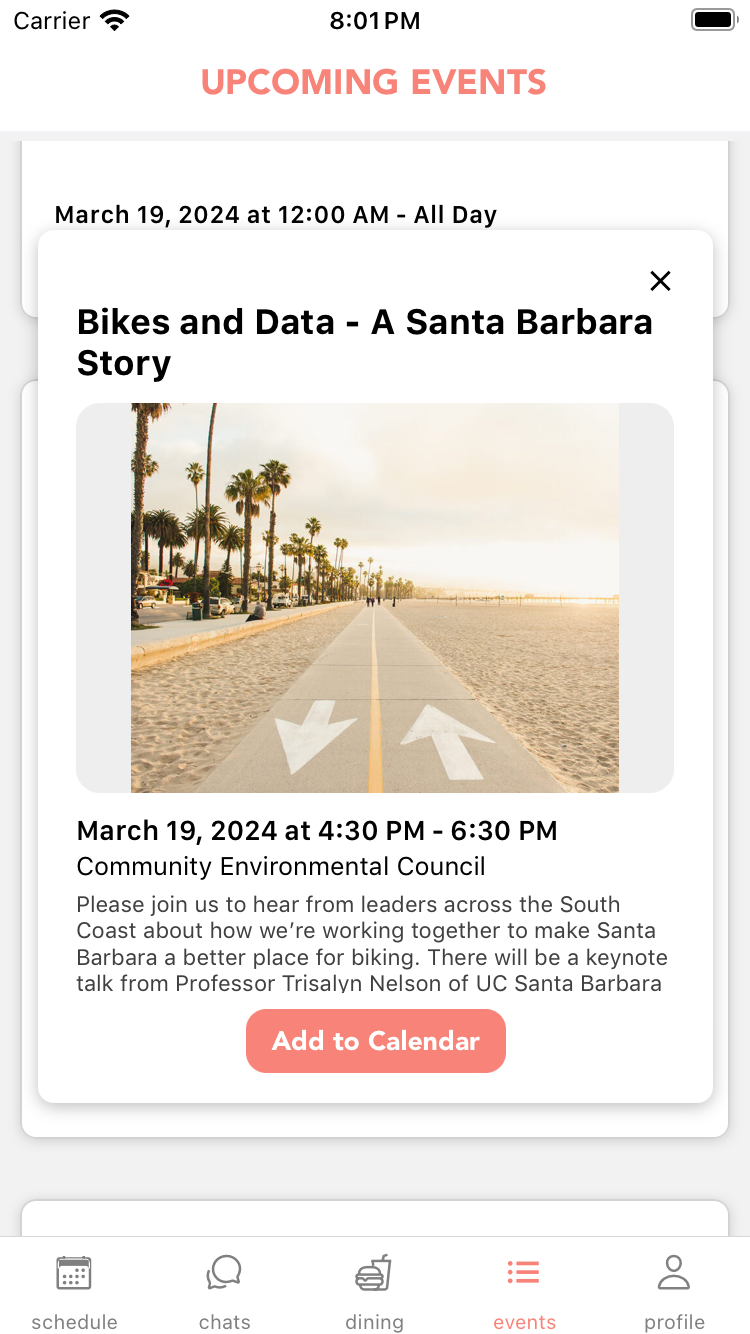 Carrier 8:01 PM
UPCOMING EVENTS
March 19, 2024 at 12:00 AM - All Day
Bikes and Data - A Santa Barbara
Story
March 19, 2024 at 4:30 PM - 6:30 PM
Community Environmental Council
Please join us to hear from leaders across the South
Coast about how we’re working together to make Santa
Barbara a better place for biking. There will be a keynote
talk from Professor Trisalyn Nelson of UC Santa Barbara
Add to Calendar
schedule chats dining events profile